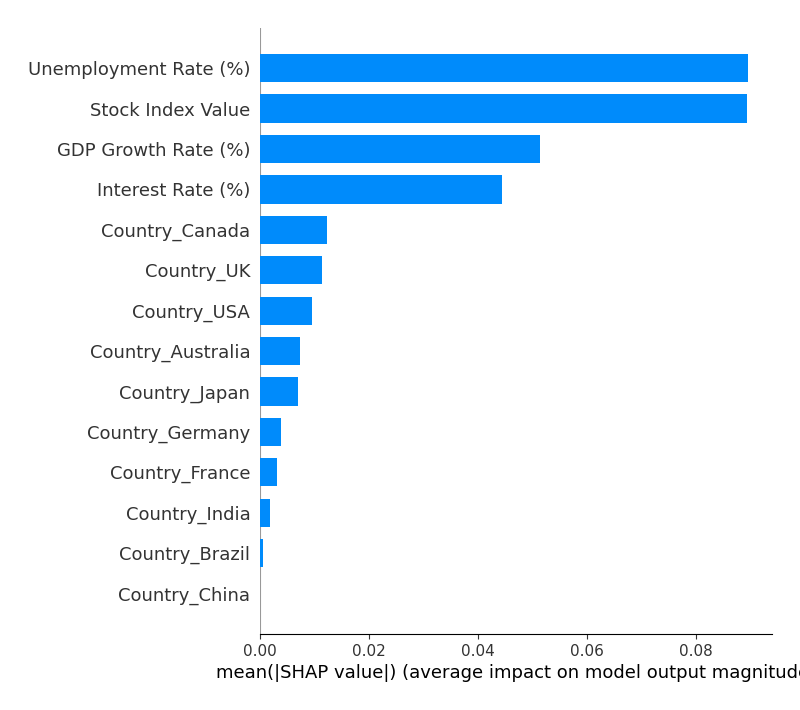 Unemployment Rate (%)
Stock Index Value
GDP Growth Rate (%)
Interest Rate (%)
Country_Canada
Country_UK
Country_USA
Country_Australia
Country_Japan
Country_Germany
Country_France
Country_India
Country_Brazil
Country_China
0.00 0.02 0.04 0.06 0.08
mean(|SHAP value|) (average impact on model output magnitud